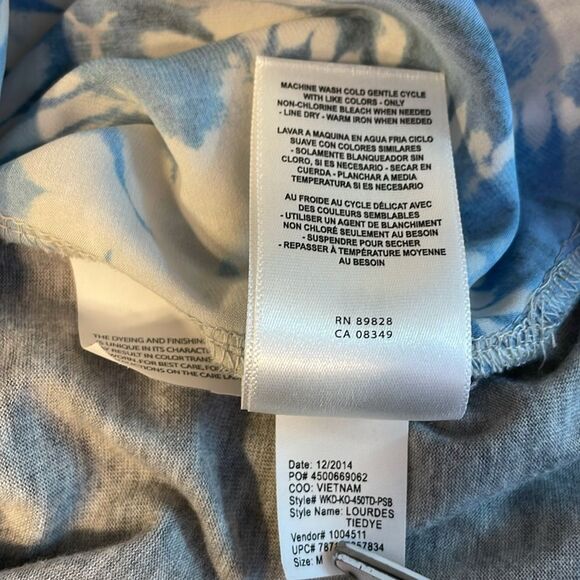 MACHINE WASH COLD GENTLE CYCLE
WITH LIKE COLORS - ONLY
NON-CHLORINE BLEACH WHEN NEEDED
- LINE DRY - WARM IRON WHEN NEEDED
LAVAR A MAQUINA EN AGUA FRIA CICLO
SUAVE CON COLORES SIMILARES
- SOLAMENTE BLANQUEADOR SIN
CLORO, SI ES NECESARIO - SECAR EN
CUERDA - PLANCHAR A MEDIA
TEMPERATURA SI ES NECESARIO
AU FROIDE AU CYCLE DÉLICAT AVEC
DES COULEURS SEMBLABLES
- UTILISER UN AGENT DE BLANCHIMENT
NON CHLORÉ SEULEMENT AU BESOIN
- SUSPENDRE POUR SECHER
- REPASSER À TEMPÉRATURE MOYENNE
AU BESOIN
RN 89828
CA 08349
THE DYEING AND FINISHING
IS UNIQUE IN ITS
MAY RESULT IN COLOR
WORN. FOR BEST CARE,
ON THE CARE
Date: 12/2014
PO# 4500669062
COO: VIETNAM
Style# WKD-KO-450TD-PSB
Style Name: LOURDES
TIEDYE
Vendor# 1004511
UPC# 57834
Size: M